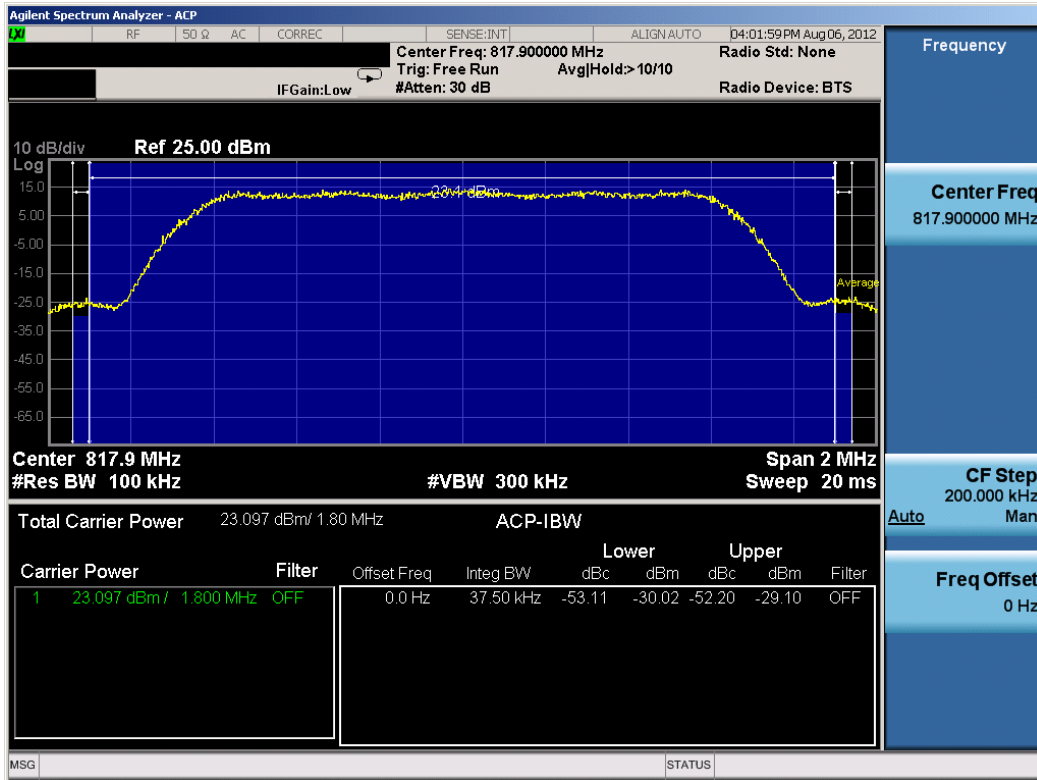 Agilent Spectrum Analyzer - ACP
LXI RF 50 Ω AC CORREC SENSE:INT ALIGN AUTO 04:01:59 PM Aug 06, 2012
Center Freq: 817.900000 MHz Radio Std: None
Trig: Free Run Avg|Hold:>10/10
IFGain:Low #Atten: 30 dB Radio Device: BTS
10 dB/div Ref 25.00 dBm
Log
15.0
5.00
-5.00
-15.0
-25.0
-35.0
-45.0
-55.0
-65.0
23.1 dBm
Average
Center 817.9 MHz Span 2 MHz
#Res BW 100 kHz #VBW 300 kHz Sweep 20 ms
Total Carrier Power 23.097 dBm/ 1.80 MHz ACP-IBW
Lower Upper
Carrier Power Filter Offset Freq Integ BW dBc dBm dBc dBm Filter
1 23.097 dBm / 1.800 MHz OFF 0.0 Hz 37.50 kHz -53.11 -30.02 -52.20 -29.10 OFF
MSG STATUS
Frequency
Center Freq
817.900000 MHz
CF Step
200.000 kHz
Auto Man
Freq Offset
0 Hz